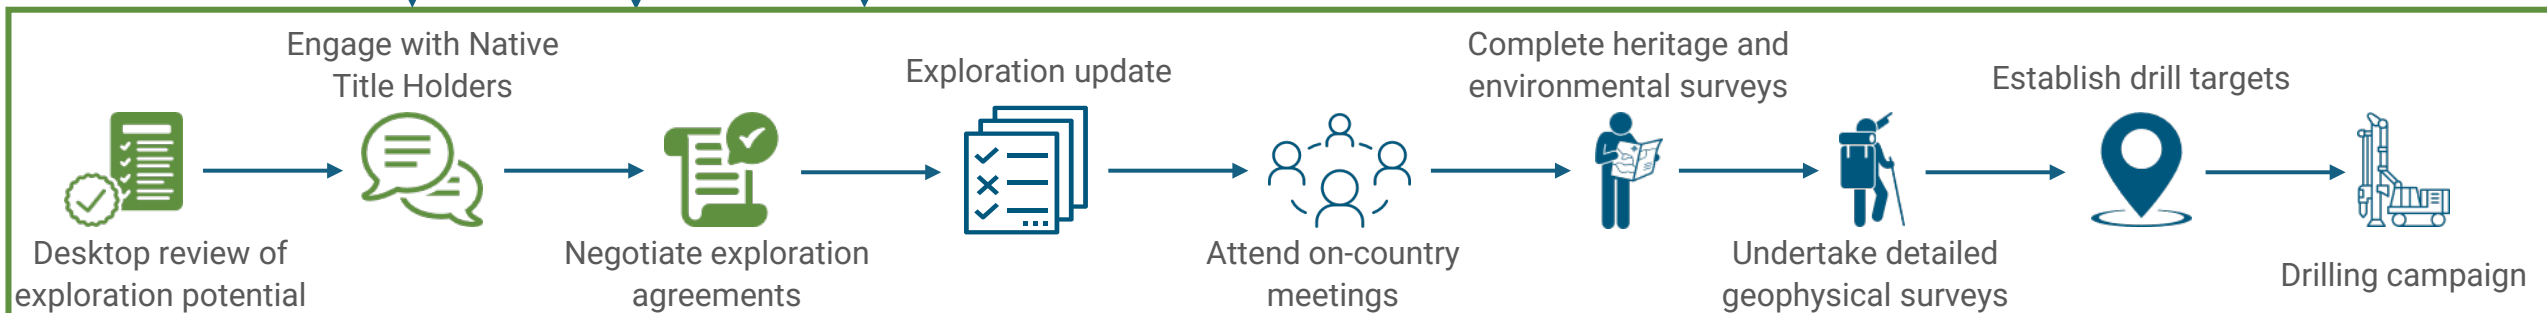 Desktop review of
exploration potential
Engage with Native
Title Holders
Negotiate exploration
agreements
Exploration update
Attend on-country
meetings
Complete heritage and
environmental surveys
Undertake detailed
geophysical surveys
Establish drill targets
Drilling campaign